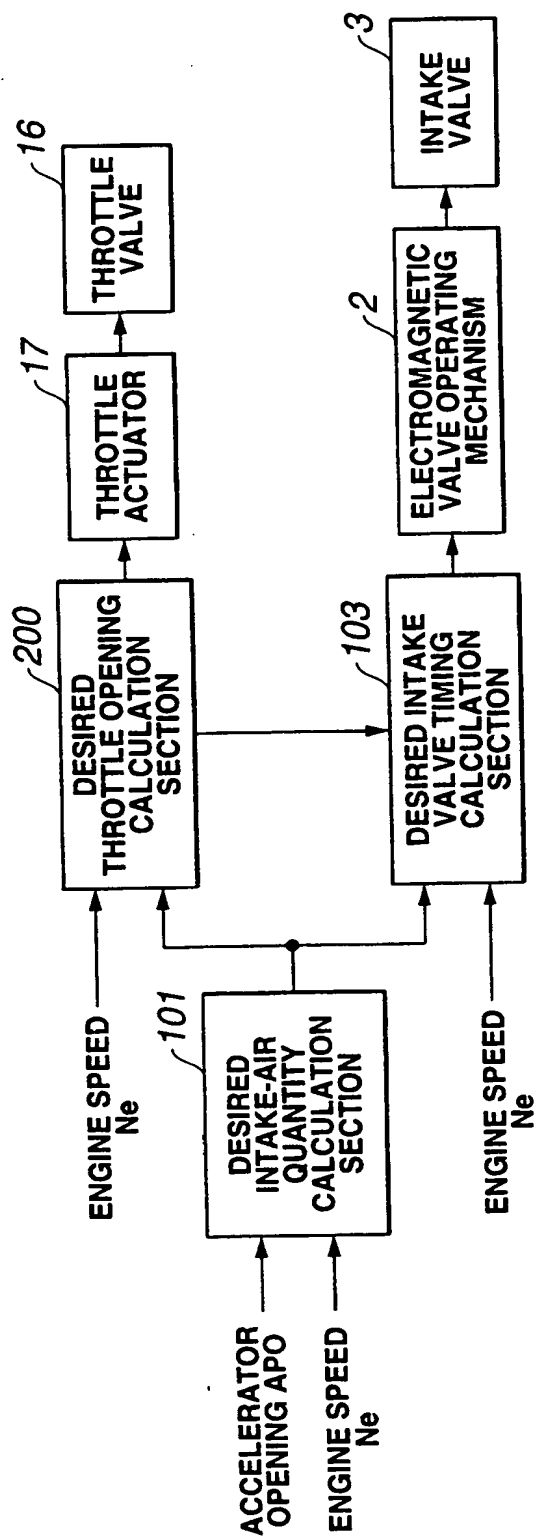 ACCELERATOR
OPENING APO
ENGINE SPEED
Ne
101
DESIRED
INTAKE-AIR
QUANTITY
CALCULATION
SECTION
ENGINE SPEED
Ne
200
DESIRED
THROTTLE OPENING
CALCULATION
SECTION
17
THROTTLE
ACTUATOR
16
THROTTLE
VALVE
ENGINE SPEED
Ne
103
DESIRED INTAKE
VALVE TIMING
CALCULATION
SECTION
2
ELECTROMAGNETIC
VALVE OPERATING
MECHANISM
3
INTAKE
VALVE